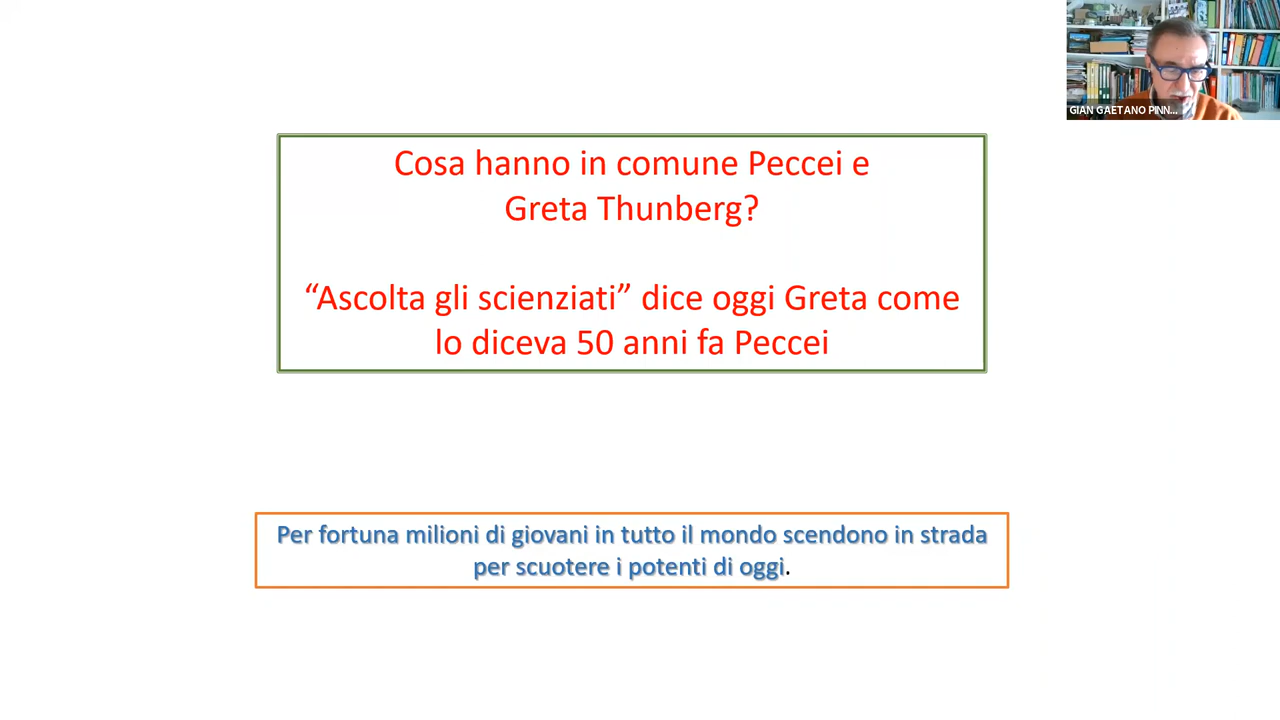 GIAN GAETANO PINN...
Cosa hanno in comune Peccei e
Greta Thunberg?
“Ascolta gli scienziati” dice oggi Greta come
lo diceva 50 anni fa Peccei
Per fortuna milioni di giovani in tutto il mondo scendono in strada
per scuotere i potenti di oggi.